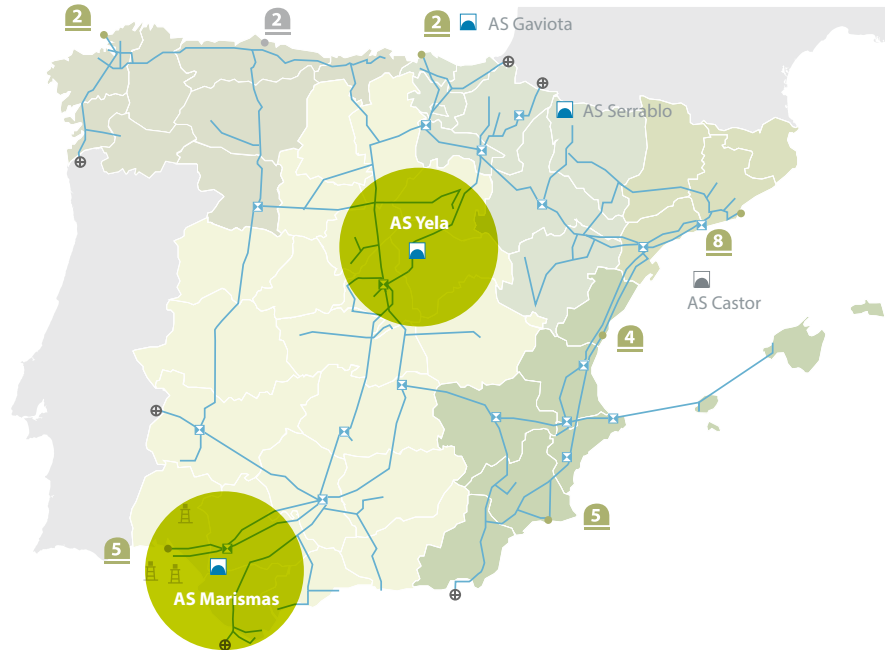 2
2
2
AS Gaviota
AS Serrablo
AS Yela
8
AS Castor
4
5
5
AS Marismas